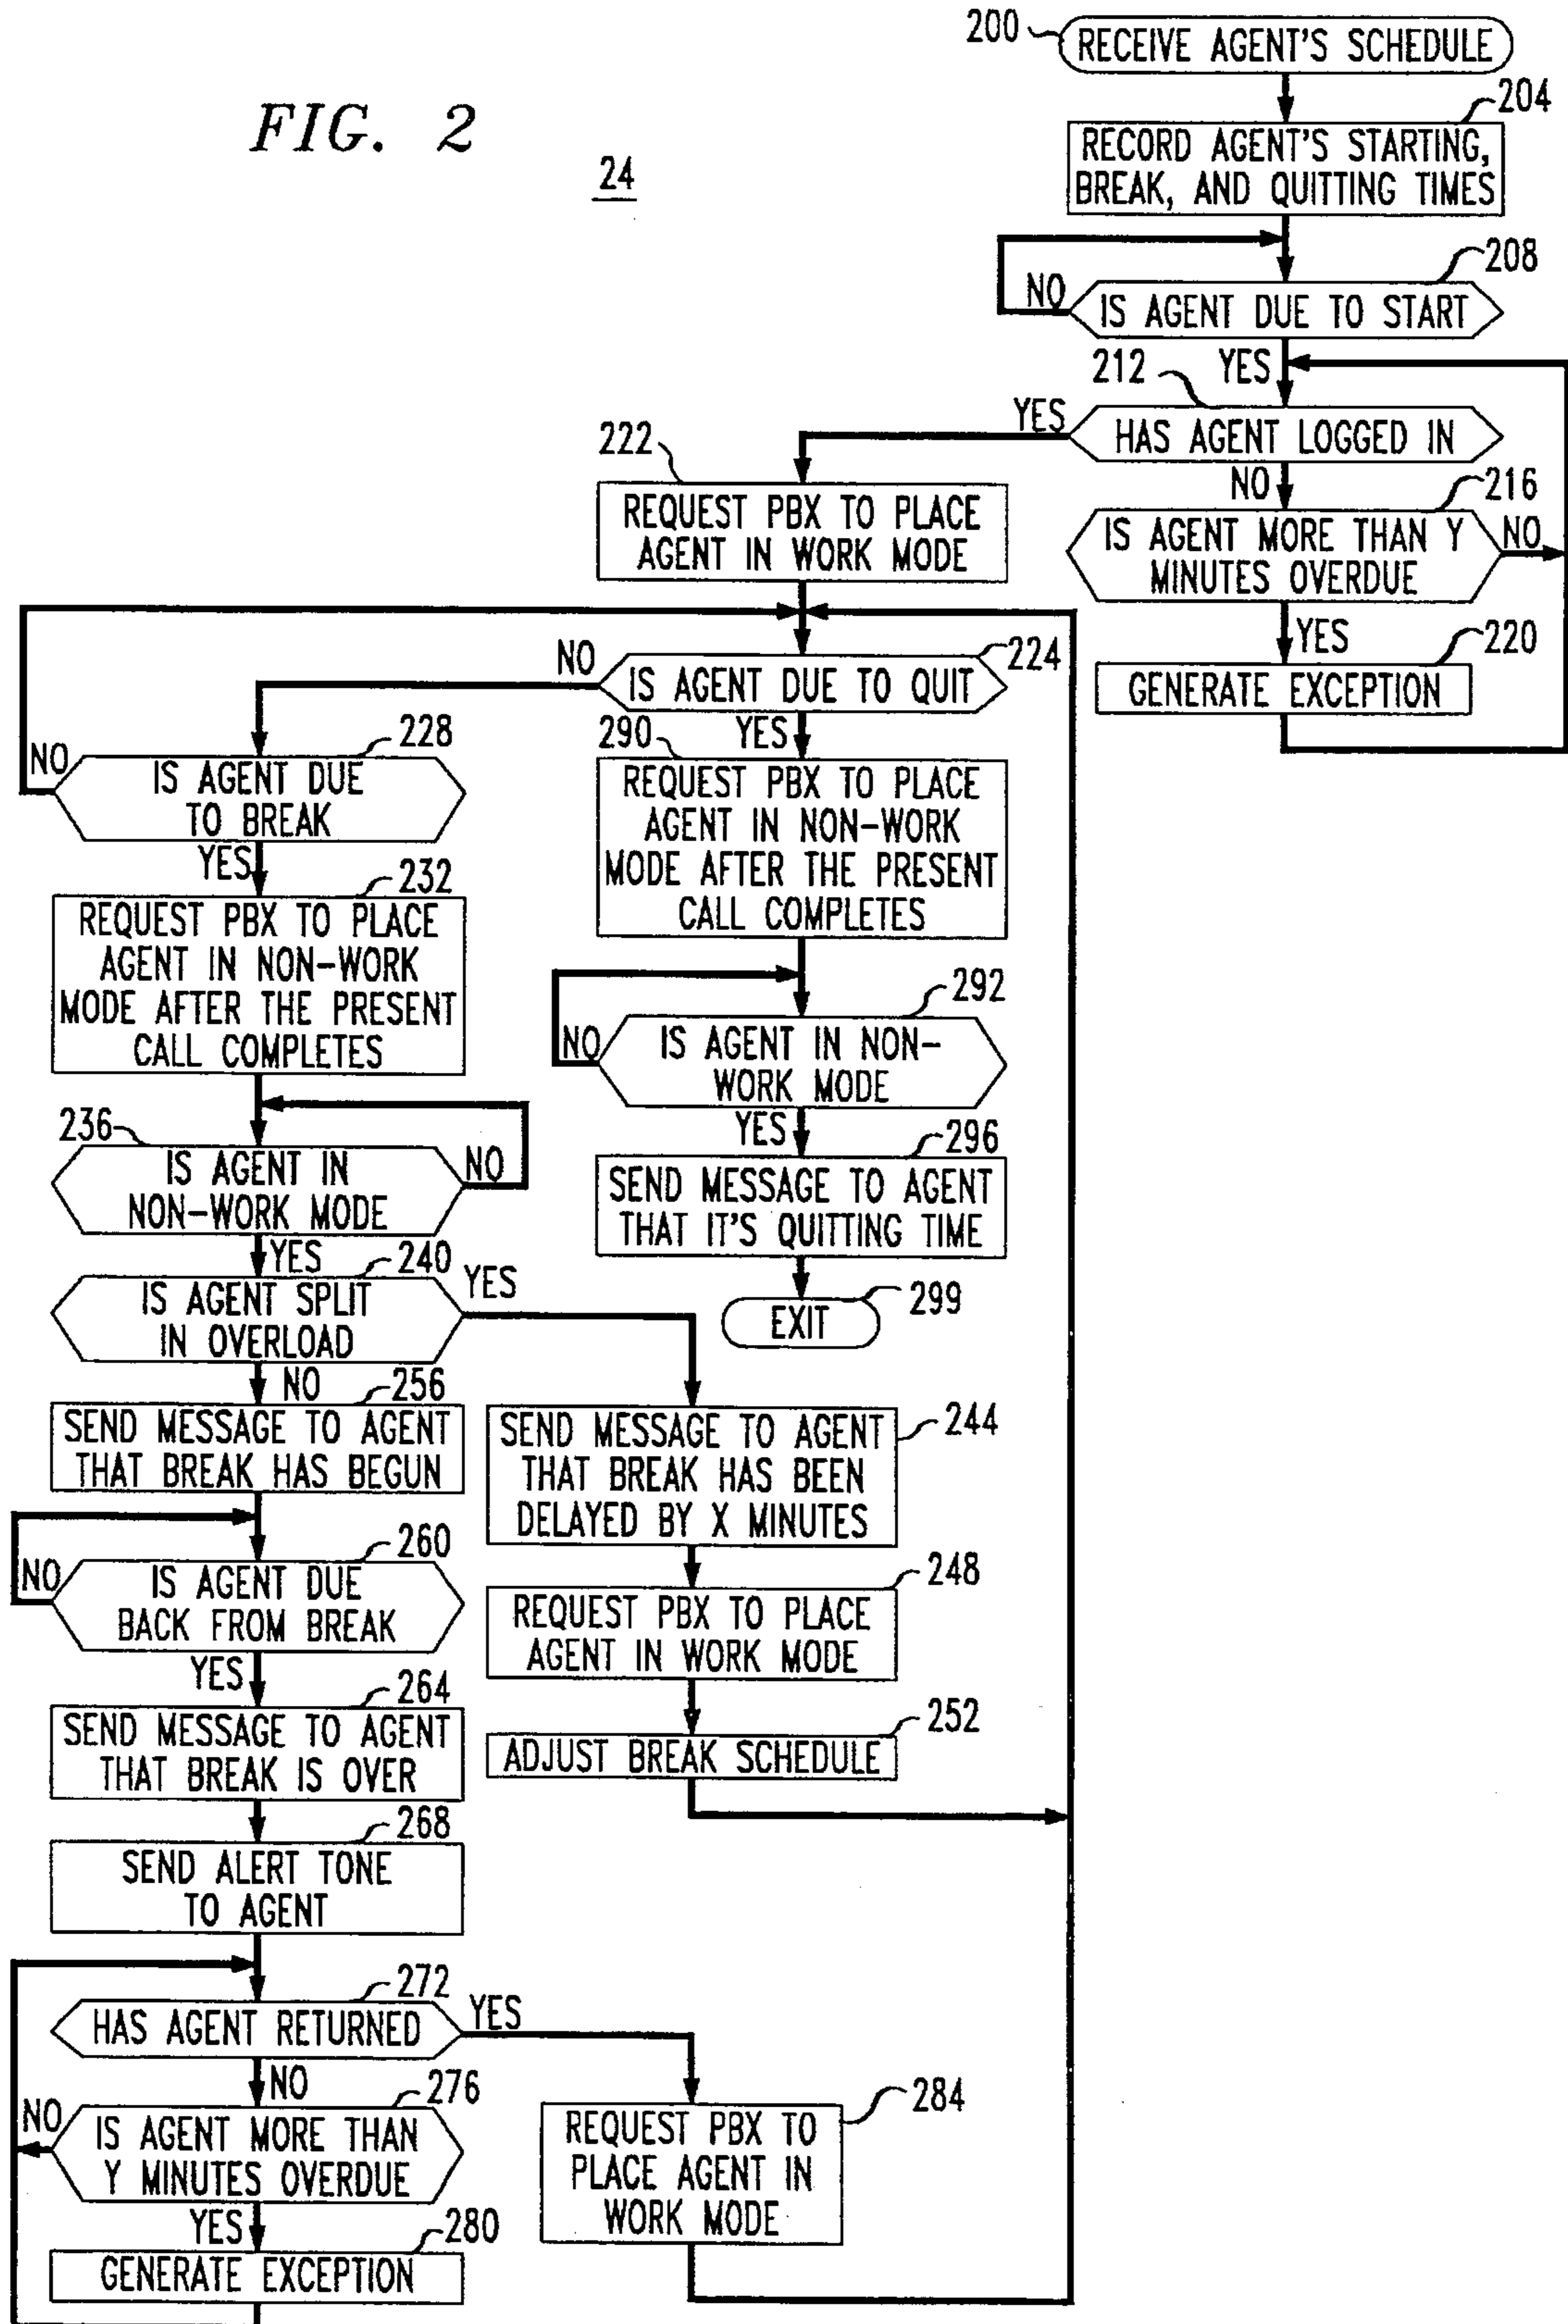 FIG. 2
24
200
RECEIVE AGENT'S SCHEDULE
204
RECORD AGENT'S STARTING,
BREAK, AND QUITTING TIMES
208
NO
IS AGENT DUE TO START
212
YES
YES
HAS AGENT LOGGED IN
NO
216
IS AGENT MORE THAN Y
MINUTES OVERDUE
NO
YES
220
GENERATE EXCEPTION
222
REQUEST PBX TO PLACE
AGENT IN WORK MODE
NO
224
IS AGENT DUE TO QUIT
YES
290
REQUEST PBX TO PLACE
AGENT IN NON-WORK
MODE AFTER THE PRESENT
CALL COMPLETES
292
NO
IS AGENT IN NON-
WORK MODE
YES
296
SEND MESSAGE TO AGENT
THAT IT'S QUITTING TIME
299
EXIT
228
NO
IS AGENT DUE
TO BREAK
YES
232
REQUEST PBX TO PLACE
AGENT IN NON-WORK
MODE AFTER THE PRESENT
CALL COMPLETES
236
IS AGENT IN
NON-WORK MODE
NO
YES
240
IS AGENT SPLIT
IN OVERLOAD
YES
NO
256
SEND MESSAGE TO AGENT
THAT BREAK HAS BEGUN
244
SEND MESSAGE TO AGENT
THAT BREAK HAS BEEN
DELAYED BY X MINUTES
248
REQUEST PBX TO PLACE
AGENT IN WORK MODE
252
ADJUST BREAK SCHEDULE
260
NO
IS AGENT DUE
BACK FROM BREAK
YES
264
SEND MESSAGE TO AGENT
THAT BREAK IS OVER
268
SEND ALERT TONE
TO AGENT
272
HAS AGENT RETURNED
YES
NO
276
NO
IS AGENT MORE THAN
Y MINUTES OVERDUE
YES
280
GENERATE EXCEPTION
284
REQUEST PBX TO
PLACE AGENT IN
WORK MODE